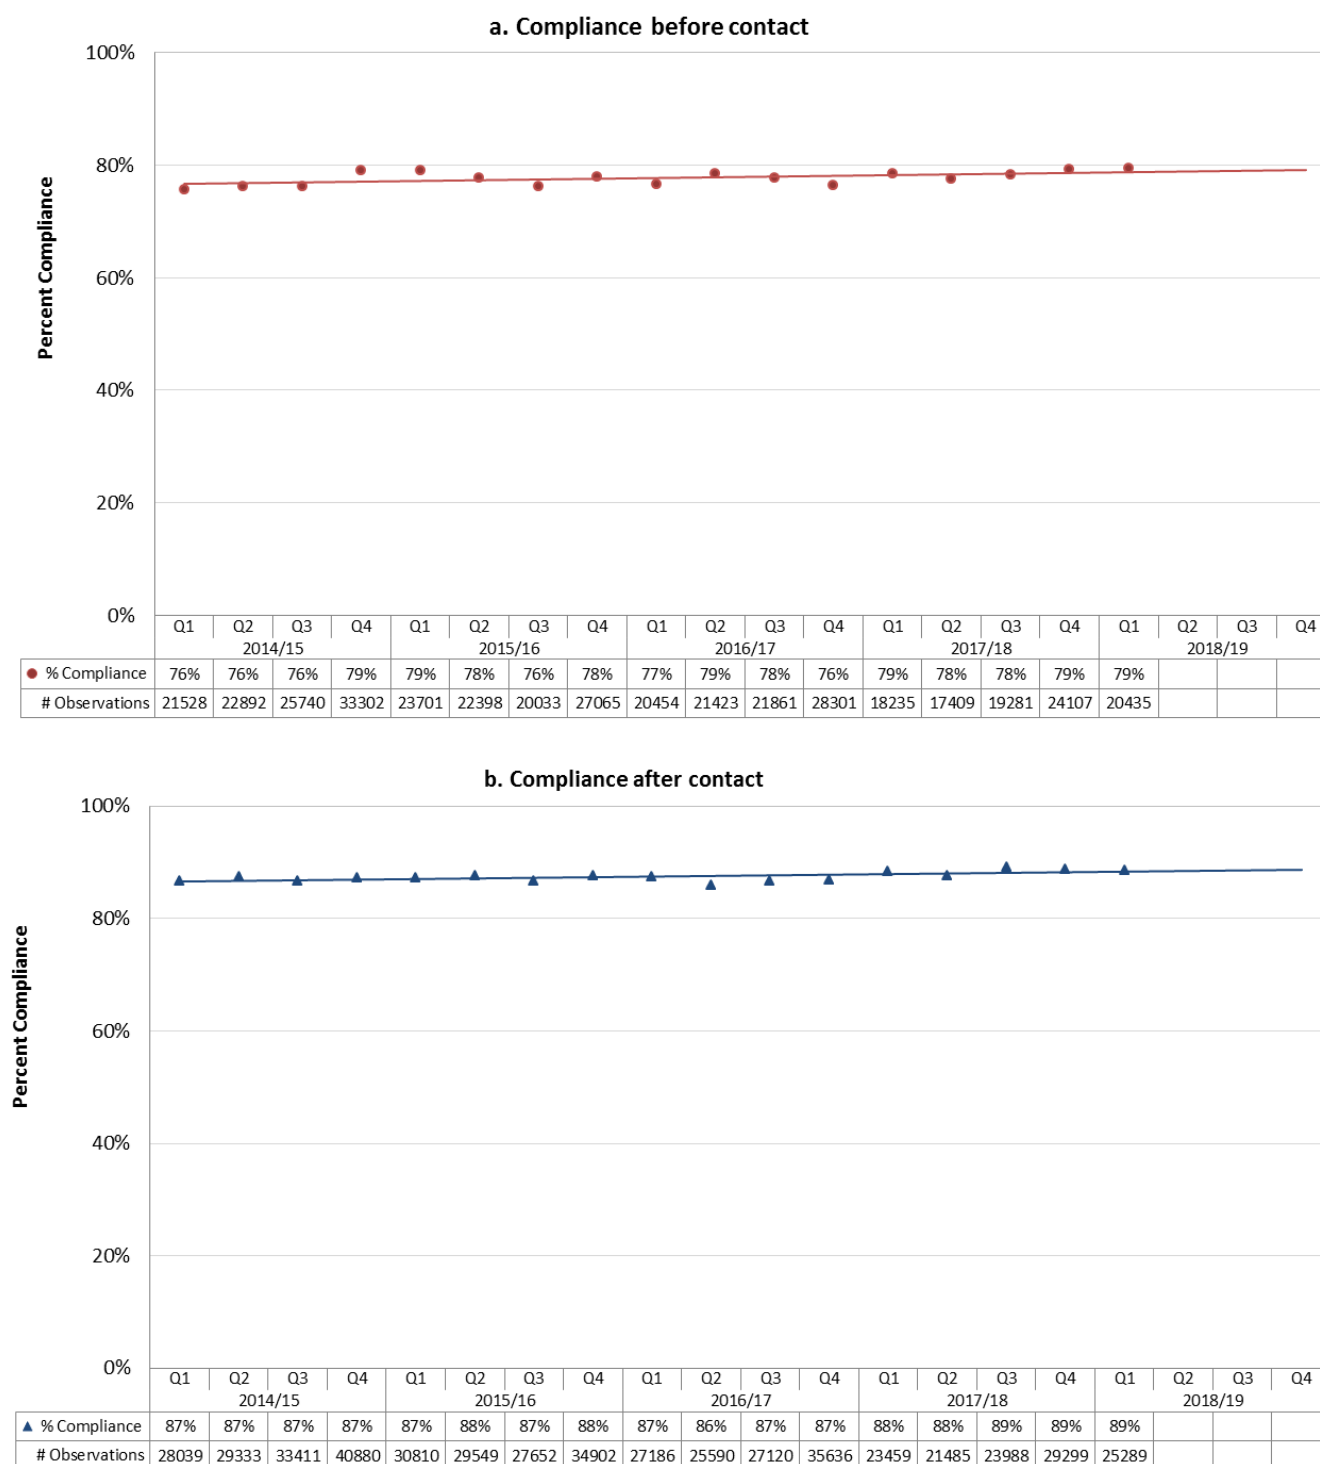 a. Compliance before contact
100%
80%
60%
40%
20%
0%
Percent Compliance
Q1 Q2 Q3 Q4 Q1 Q2 Q3 Q4 Q1 Q2 Q3 Q4 Q1 Q2 Q3 Q4 Q1 Q2 Q3 Q4
2014/15 2015/16 2016/17 2017/18 2018/19
% Compliance 76% 76% 76% 79% 79% 78% 76% 78% 77% 79% 78% 76% 79% 78% 78% 79% 79%
# Observations 21528 22892 25740 33302 23701 22398 20033 27065 20454 21423 21861 28301 18235 17409 19281 24107 20435
b. Compliance after contact
100%
80%
60%
40%
20%
0%
Percent Compliance
Q1 Q2 Q3 Q4 Q1 Q2 Q3 Q4 Q1 Q2 Q3 Q4 Q1 Q2 Q3 Q4 Q1 Q2 Q3 Q4
2014/15 2015/16 2016/17 2017/18 2018/19
% Compliance 87% 87% 87% 87% 87% 88% 87% 88% 87% 86% 87% 87% 88% 88% 89% 89% 89%
# Observations 28039 29333 33411 40880 30810 29549 27652 34902 27186 25590 27120 35636 23459 21485 23988 29299 25289